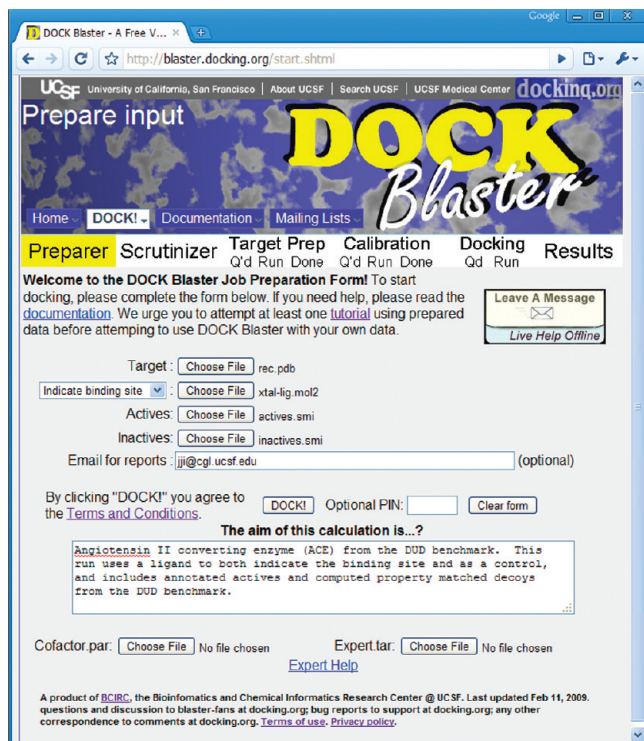 Google
DOCK Blaster - A Free V...
http://blaster.docking.org/start.shtml
UCSF University of California, San Francisco | About UCSF | Search UCSF | UCSF Medical Center docking.org
Prepare input
DOCK
Blaster
Home DOCK! Documentation Mailing Lists
Preparer Scrutinizer Target Prep Calibration Docking Results
Q'd Run Done Q'd Run Done Qd Run
Welcome to the DOCK Blaster Job Preparation Form! To start
docking, please complete the form below. If you need help, please read the
documentation. We urge you to attempt at least one tutorial using prepared
data before attempting to use DOCK Blaster with your own data.
Leave A Message
Live Help Offline
Target : Choose File rec.pdb
Indicate binding site : Choose File xtal-lig.mol2
Actives: Choose File actives.smi
Inactives: Choose File inactives.smi
Email for reports : jji@cgl.ucsf.edu (optional)
By clicking "DOCK!" you agree to
the Terms and Conditions.
DOCK! Optional PIN: Clear form
The aim of this calculation is...?
Angiotensin II converting enzyme (ACE) from the DUD benchmark. This
run uses a ligand to both indicate the binding site and as a control,
and includes annotated actives and computed property matched decoys
from the DUD benchmark.
Cofactor.par: Choose File No file chosen Expert.tar: Choose File No file chosen
Expert Help
A product of BCIRC, the Bioinfomatics and Chemical Informatics Research Center @ UCSF. Last updated Feb 11, 2009.
questions and discussion to blaster-fans at docking.org; bug reports to support at docking.org; any other
correspondence to comments at docking.org. Terms of use. Privacy policy.